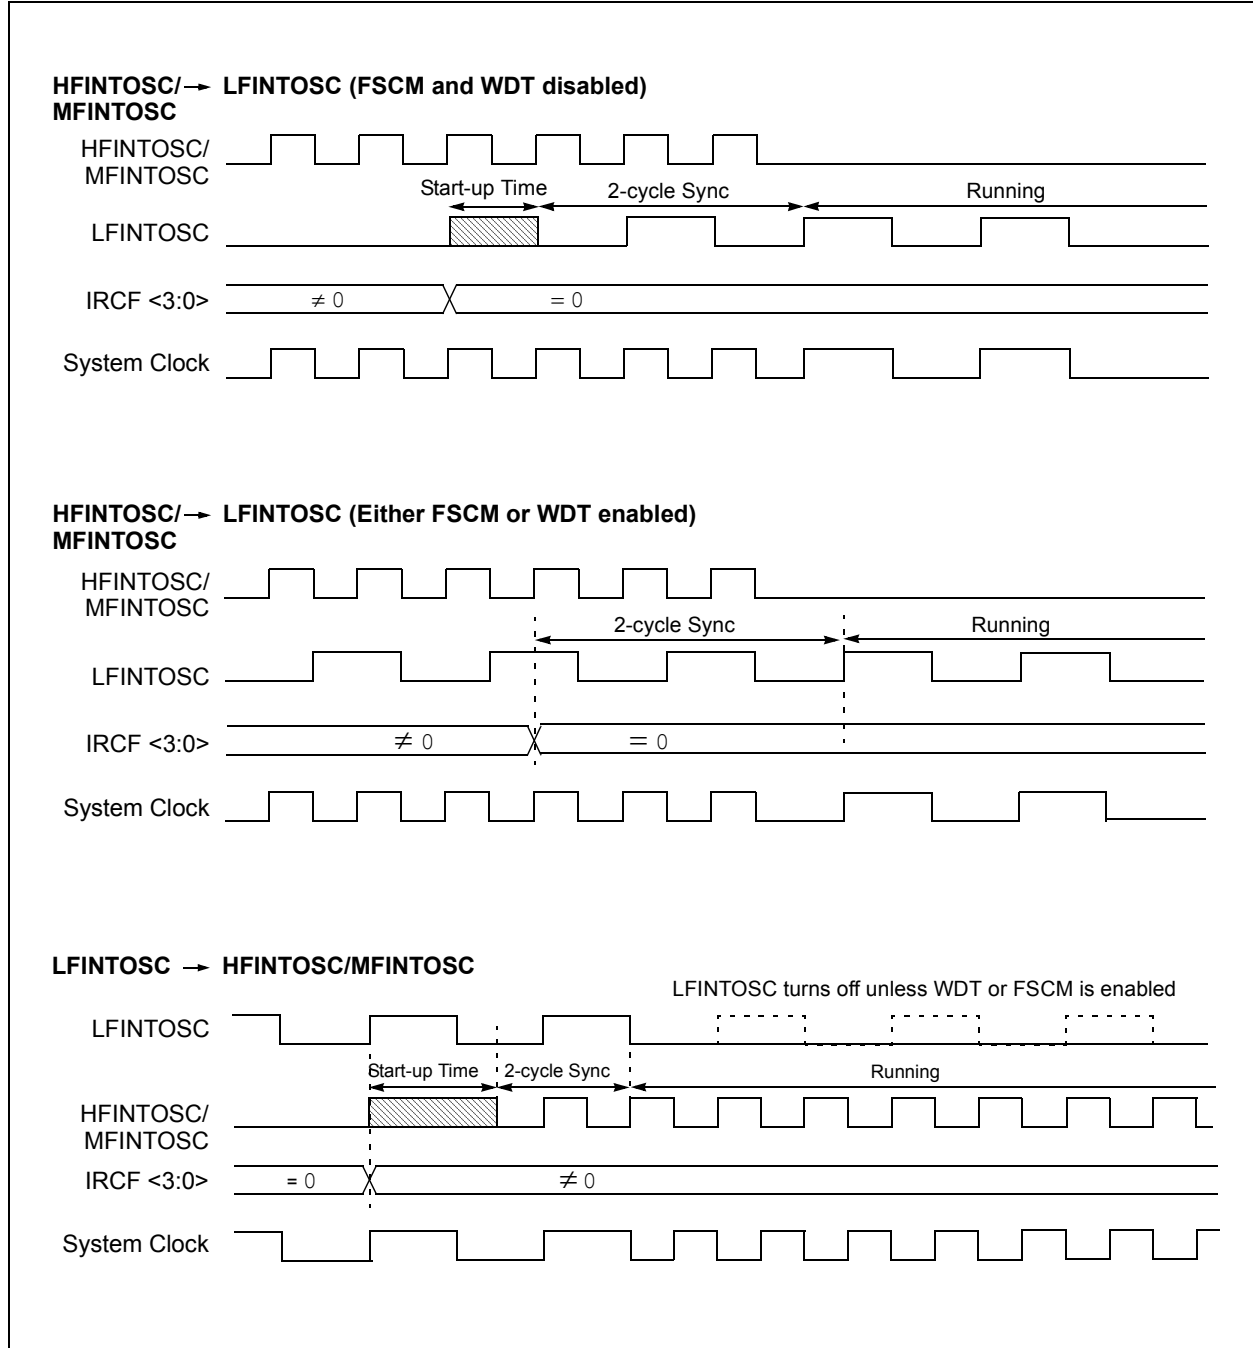 HFINTOSC/→ LFINTOSC (FSCM and WDT disabled)
MFINTOSC
HFINTOSC/
MFINTOSC
Start-up Time 2-cycle Sync Running
LFINTOSC
IRCF <3:0> ≠ 0 = 0
System Clock
HFINTOSC/→ LFINTOSC (Either FSCM or WDT enabled)
MFINTOSC
HFINTOSC/
MFINTOSC
2-cycle Sync Running
LFINTOSC
IRCF <3:0> ≠ 0 = 0
System Clock
LFINTOSC → HFINTOSC/MFINTOSC
LFINTOSC turns off unless WDT or FSCM is enabled
LFINTOSC
Start-up Time 2-cycle Sync Running
HFINTOSC/
MFINTOSC
IRCF <3:0> = 0 ≠ 0
System Clock